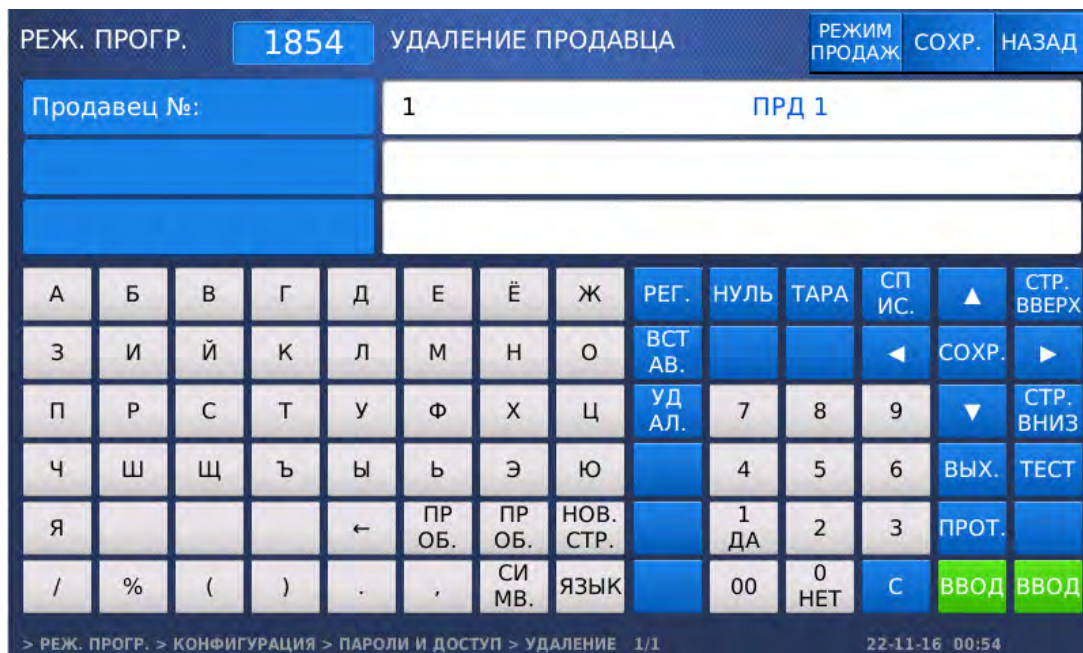 РЕЖ. ПРОГР. 1854 УДАЛЕНИЕ ПРОДАВЦА РЕЖИМ ПРОДАЖ СОХР. НАЗАД
Продавец №: 1 ПРД 1
А Б В Г Д Е Ё Ж РЕГ. НУЛЬ ТАРА СП ИС. ▲ СТР. ВВЕРХ
З И Й К Л М Н О ВСТ АВ. ◄ СОХР. ►
П Р С Т У Ф Х Ц УД АЛ. 7 8 9 ▼ СТР. ВНИЗ
Ч Ш Щ Ъ Ы Ь Э Ю 4 5 6 ВЫХ. ТЕСТ
Я ← ПР ОБ. ПР ОБ. НОВ. СТР. 1 ДА 2 3 ПРОТ.
/ % ( ) . , СИ МВ. ЯЗЫК 00 0 НЕТ С ВВОД ВВОД
> РЕЖ. ПРОГР. > КОНФИГУРАЦИЯ > ПАРОЛИ И ДОСТУП > УДАЛЕНИЕ 1/1 22-11-16 00:54